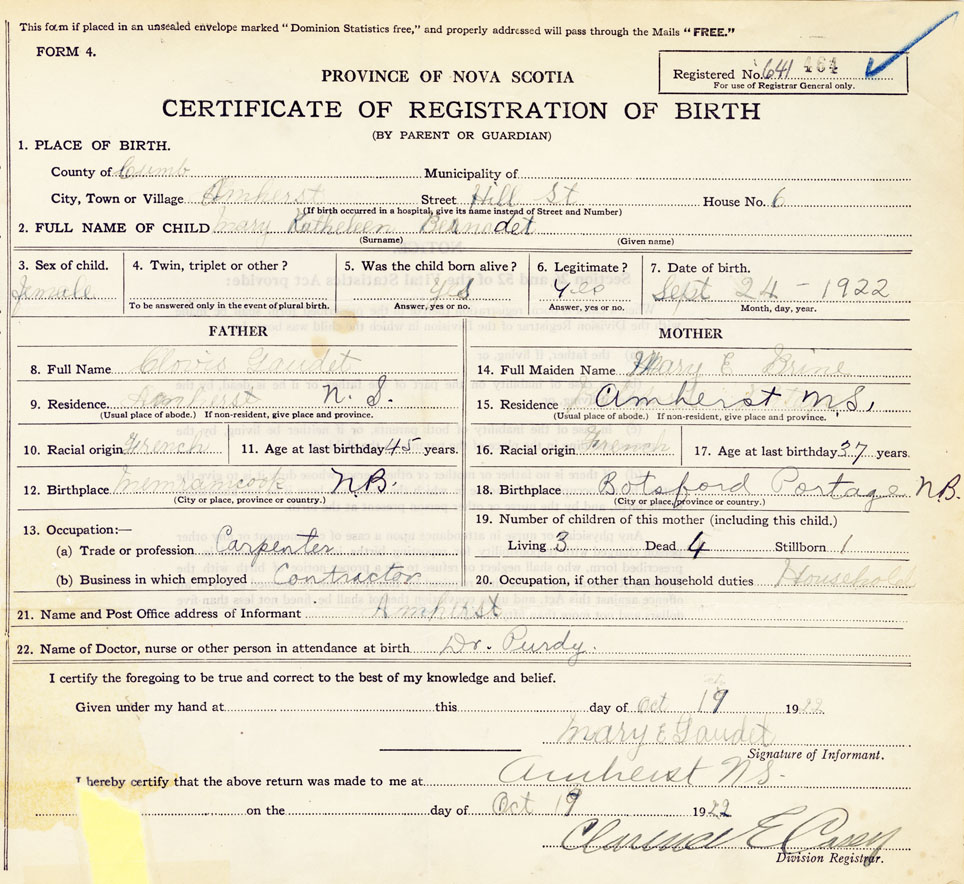 This form if placed in an unsealed envelope marked "Dominion Statistics free," and properly addressed will pass through the Mails "FREE."
FORM 4.
PROVINCE OF NOVA SCOTIA
Registered No. 641 464
For use of Registrar General only.
CERTIFICATE OF REGISTRATION OF BIRTH
(BY PARENT OR GUARDIAN)
1. PLACE OF BIRTH.
County of Cumb Municipality of
City, Town or Village Amherst Street Hill St House No. 6
(If birth occurred in a hospital, give its name instead of Street and Number)
2. FULL NAME OF CHILD Mary Katheleen Bernadet
(Surname) (Given name)
3. Sex of child. 4. Twin, triplet or other? 5. Was the child born alive? 6. Legitimate? 7. Date of birth.
Female Yes Yes Sept 24 - 1922
To be answered only in the event of plural birth. Answer, yes or no. Answer, yes or no. Month, day, year.
FATHER
8. Full Name Clovis Gaudet
9. Residence Amherst N. S.
(Usual place of abode.) If non-resident, give place and province.
10. Racial origin French 11. Age at last birthday 45 years.
12. Birthplace Memramcook N.B.
(City or place, province or country.)
13. Occupation:—
(a) Trade or profession Carpenter
(b) Business in which employed Contractor
MOTHER
14. Full Maiden Name Mary E Brine
15. Residence Amherst N.S.
(Usual place of abode.) If non-resident, give place and province.
16. Racial origin French 17. Age at last birthday 37 years.
18. Birthplace Botsford Portage N.B.
(City or place, province or country.)
19. Number of children of this mother (including this child.)
Living 3 Dead 4 Stillborn 1
20. Occupation, if other than household duties Household
21. Name and Post Office address of Informant Amherst
22. Name of Doctor, nurse or other person in attendance at birth Dr. Purdy.
I certify the foregoing to be true and correct to the best of my knowledge and belief.
Given under my hand at this day of Oct 19 1922
Mary E Gaudet
Signature of Informant.
I hereby certify that the above return was made to me at Amherst N.S.
on the day of Oct 19 1922
Clarence E Casey
Division Registrar.